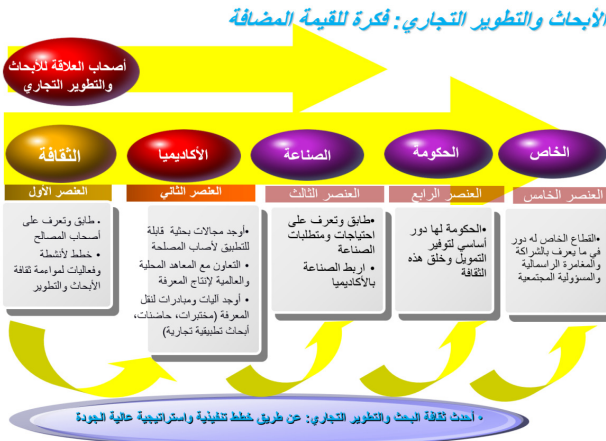 الأبحاث والتطوير التجاري: فكرة للقيمة المضافة
أصحاب العلاقة للأبحاث
والتطوير التجاري
الخاص
الحكومة
الصناعة
الأكاديميا
الثقافة
العنصر الأول
العنصر الثاني
العنصر الثالث
العنصر الرابع
العنصر الخامس
• طابق وتعرف على
أصحاب المصالح
• خطط لأنشطة
وفعاليات لمواءمة ثقافة
الأبحاث والتطوير
•أوجد مجالات بحثية قابلة
للتطبيق لأصاب المصلحة
• التعاون مع المعاهد المحلية
والعالمية لإنتاج المعرفة
• أوجد آليات ومبادرات لنقل
المعرفة (مختبرات، حاضنات،
أبحاث تطبيقية تجارية)
•طابق وتعرف على
احتياجات ومتطلبات
الصناعة
• اربط الصناعة
بالأكاديميا
•الحكومة لها دور
أساسي لتوفير
التمويل وخلق هذه
الثقافة
•القطاع الخاص له دور
في ما يعرف بالشراكة
والمغامرة الراسمالية
والمسؤولية المجتمعية
• أحدث ثقافة البحث والتطوير التجاري: عن طريق خطط تنفيذية واستراتيجية عالية الجودة